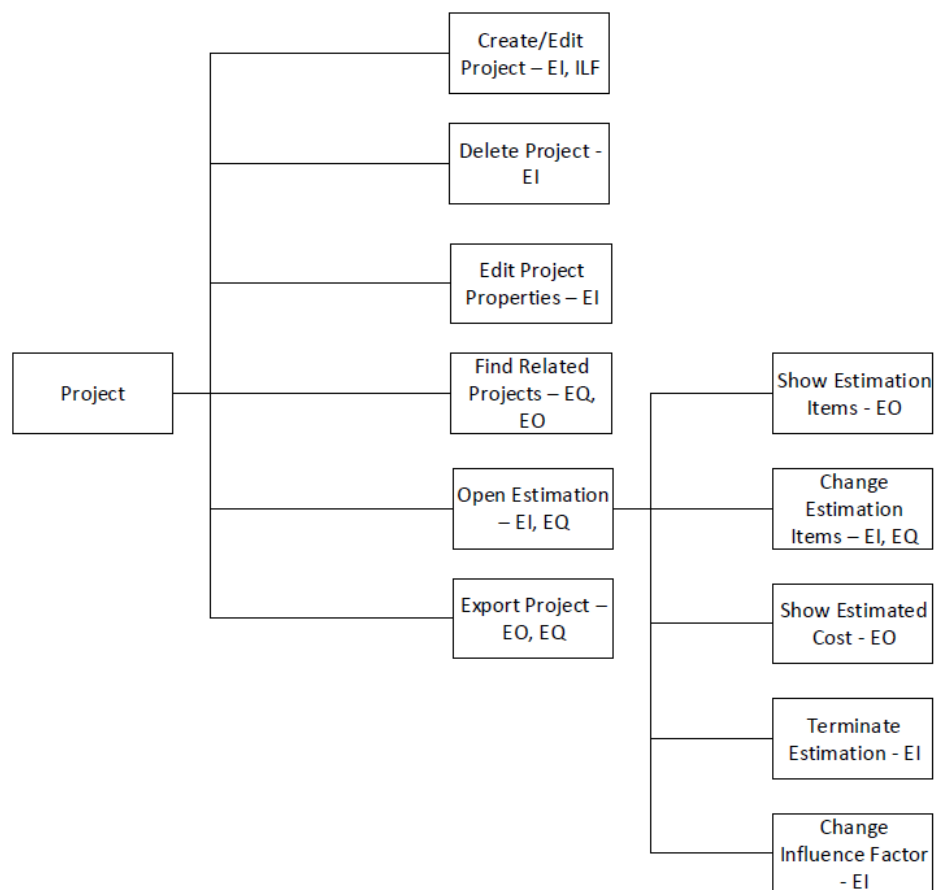 Create/Edit
Project – EI, ILF
Delete Project -
EI
Edit Project
Properties – EI
Project
Find Related
Projects – EQ,
EO
Show Estimation
Items - EO
Open Estimation
– EI, EQ
Change
Estimation
Items – EI, EQ
Export Project –
EO, EQ
Show Estimated
Cost - EO
Terminate
Estimation - EI
Change
Influence Factor
- EI